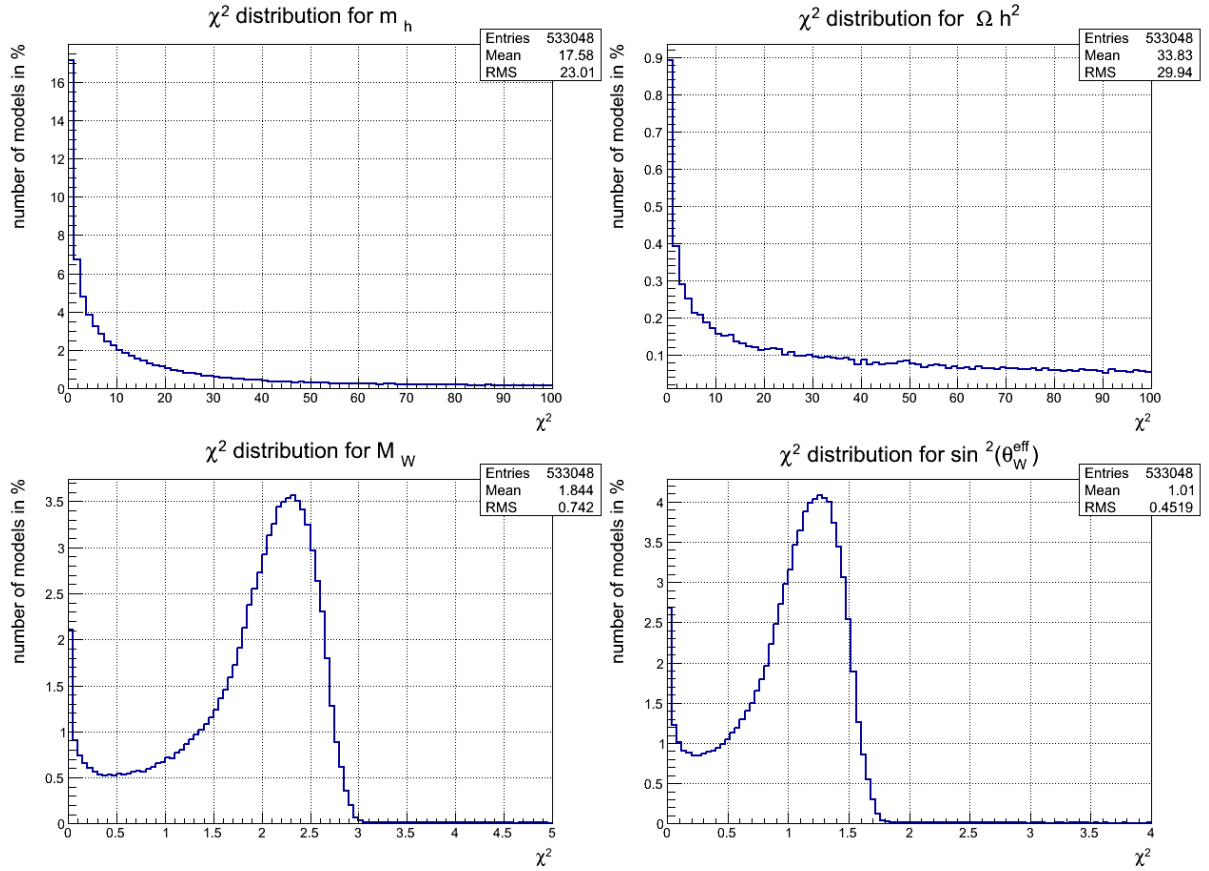 χ² distribution for m h
Entries 533048
Mean 17.58
RMS 23.01
number of models in %
16
14
12
10
8
6
4
2
0
0 10 20 30 40 50 60 70 80 90 100
χ²
χ² distribution for Ω h²
Entries 533048
Mean 33.83
RMS 29.94
number of models in %
0.9
0.8
0.7
0.6
0.5
0.4
0.3
0.2
0.1
0 10 20 30 40 50 60 70 80 90 100
χ²
χ² distribution for M W
Entries 533048
Mean 1.844
RMS 0.742
number of models in %
3.5
3
2.5
2
1.5
1
0.5
0
0 0.5 1 1.5 2 2.5 3 3.5 4 4.5 5
χ²
χ² distribution for sin ²(θ_W^eff)
Entries 533048
Mean 1.01
RMS 0.4519
number of models in %
4
3.5
3
2.5
2
1.5
1
0.5
0
0 0.5 1 1.5 2 2.5 3 3.5 4
χ²